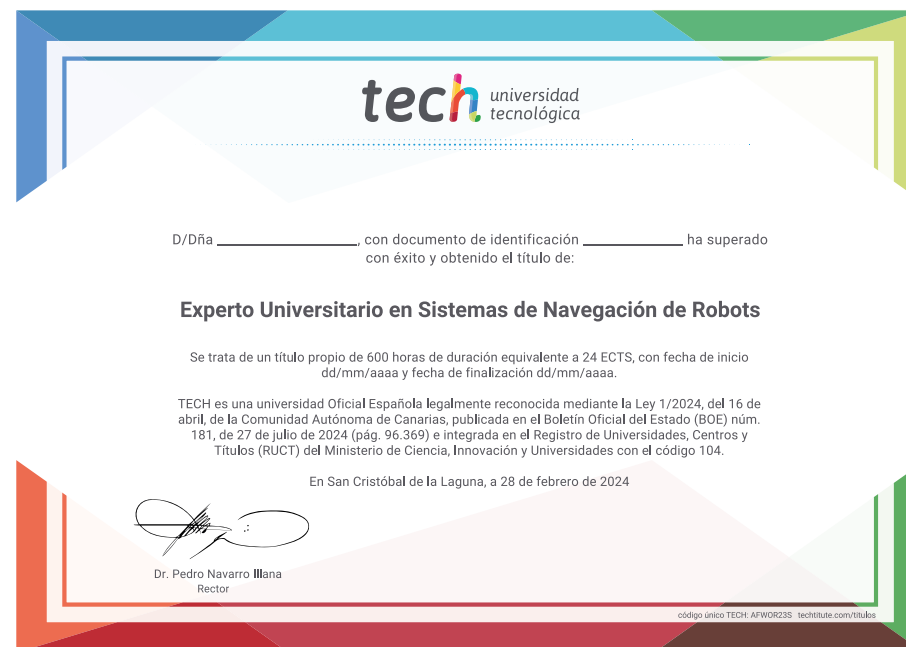 tech universidad
tecnológica
D/Dña ____________________, con documento de identificación ______________ ha superado
con éxito y obtenido el título de:
Experto Universitario en Sistemas de Navegación de Robots
Se trata de un título propio de 600 horas de duración equivalente a 24 ECTS, con fecha de inicio
dd/mm/aaaa y fecha de finalización dd/mm/aaaa.
TECH es una universidad Oficial Española legalmente reconocida mediante la Ley 1/2024, del 16 de
abril, de la Comunidad Autónoma de Canarias, publicada en el Boletín Oficial del Estado (BOE) núm.
181, de 27 de julio de 2024 (pág. 96.369) e integrada en el Registro de Universidades, Centros y
Títulos (RUCT) del Ministerio de Ciencia, Innovación y Universidades con el código 104.
En San Cristóbal de la Laguna, a 28 de febrero de 2024
Dr. Pedro Navarro Illana
Rector
código único TECH: AFWOR23S techtitute.com/titulos